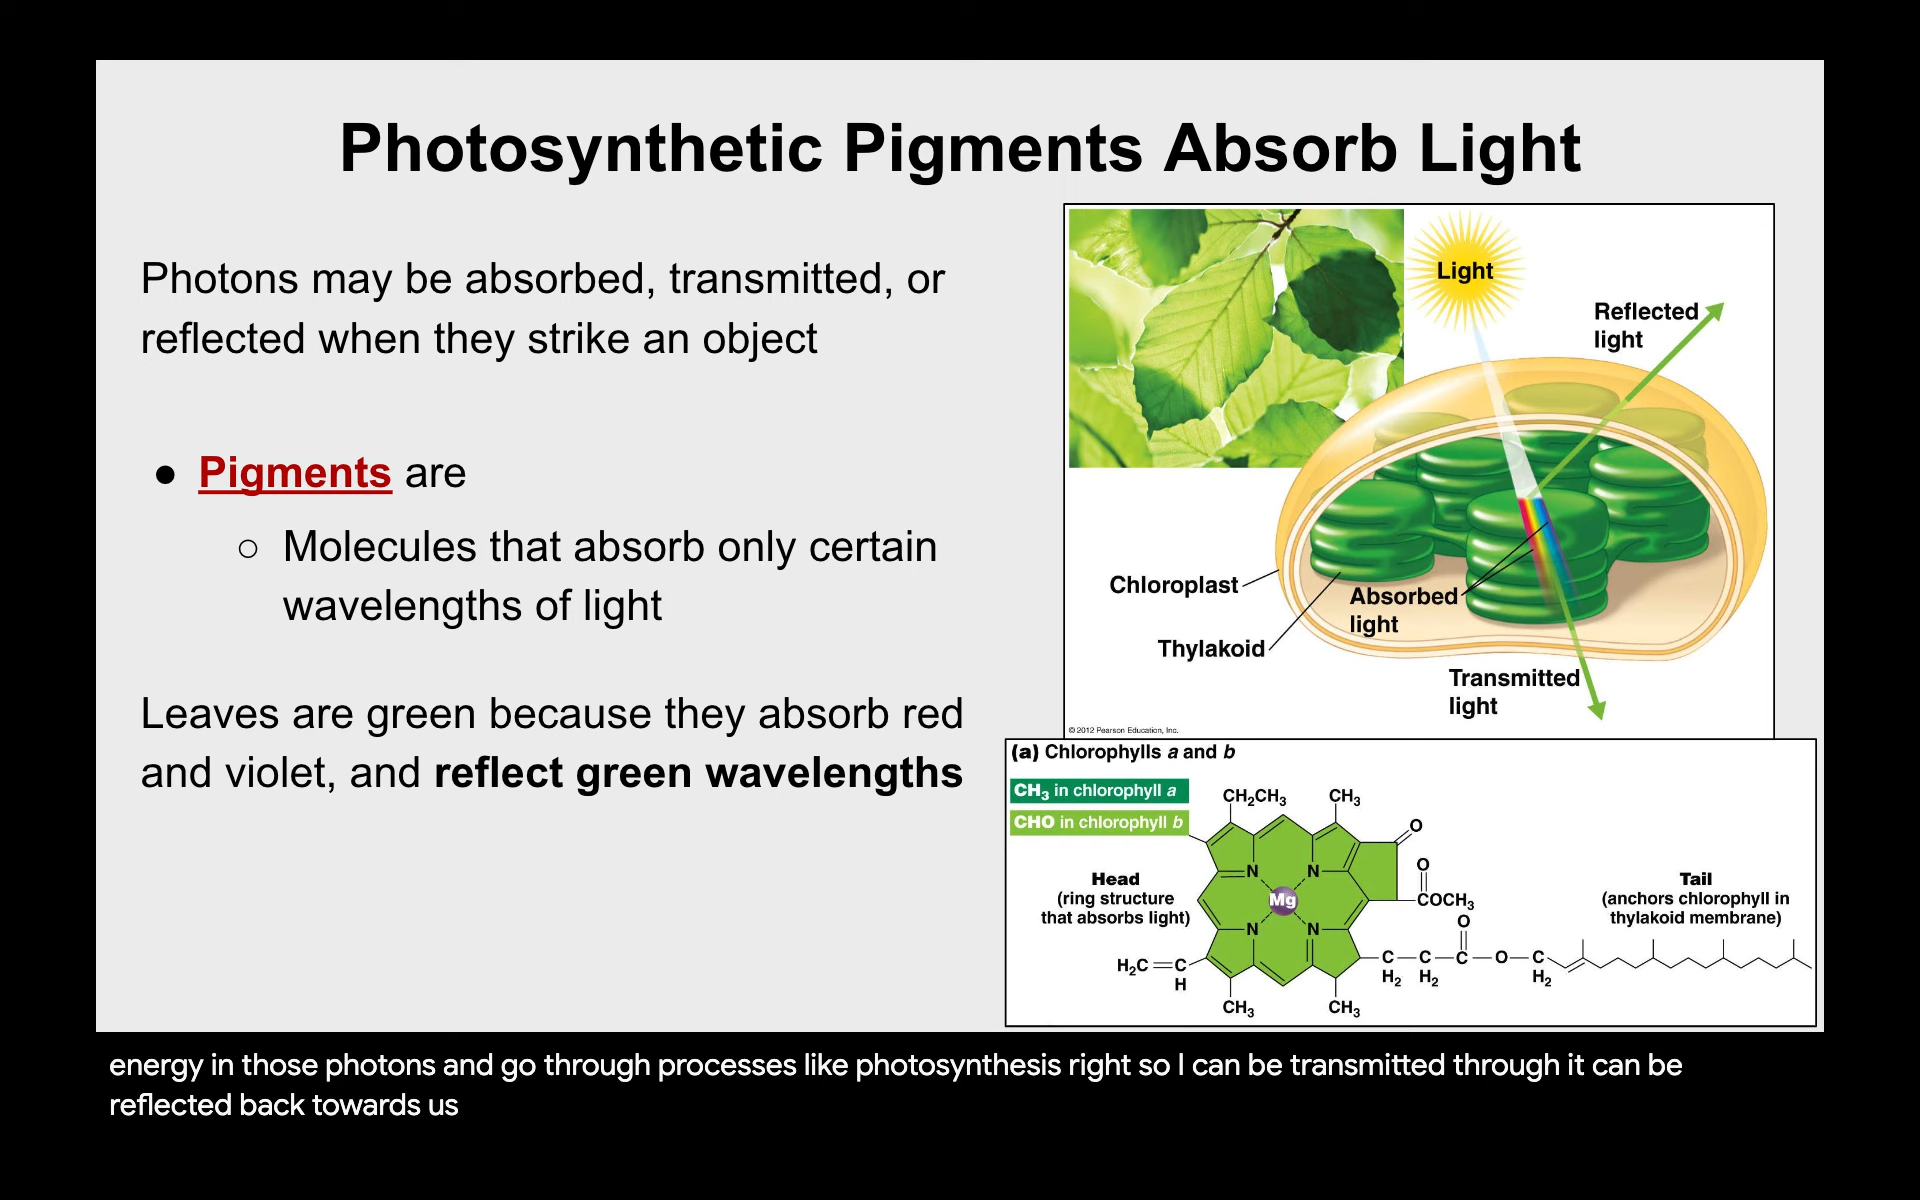 Photosynthetic Pigments Absorb Light
Photons may be absorbed, transmitted, or
reflected when they strike an object
● Pigments are
○ Molecules that absorb only certain
wavelengths of light
Leaves are green because they absorb red
and violet, and reflect green wavelengths
Light
Reflected
light
Chloroplast
Absorbed
light
Thylakoid
Transmitted
light
© 2012 Pearson Education, Inc.
(a) Chlorophylls a and b
CH₃ in chlorophyll a
CHO in chlorophyll b
CH₂CH₃
CH₃
O
N
N
O
Head
(ring structure
that absorbs light)
Mg
COCH₃
Tail
(anchors chlorophyll in
thylakoid membrane)
N
N
O
H₂C=C
H
C
H₂
C
H₂
C
O
C
H₂
CH₃
CH₃
energy in those photons and go through processes like photosynthesis right so I can be transmitted through it can be
reflected back towards us